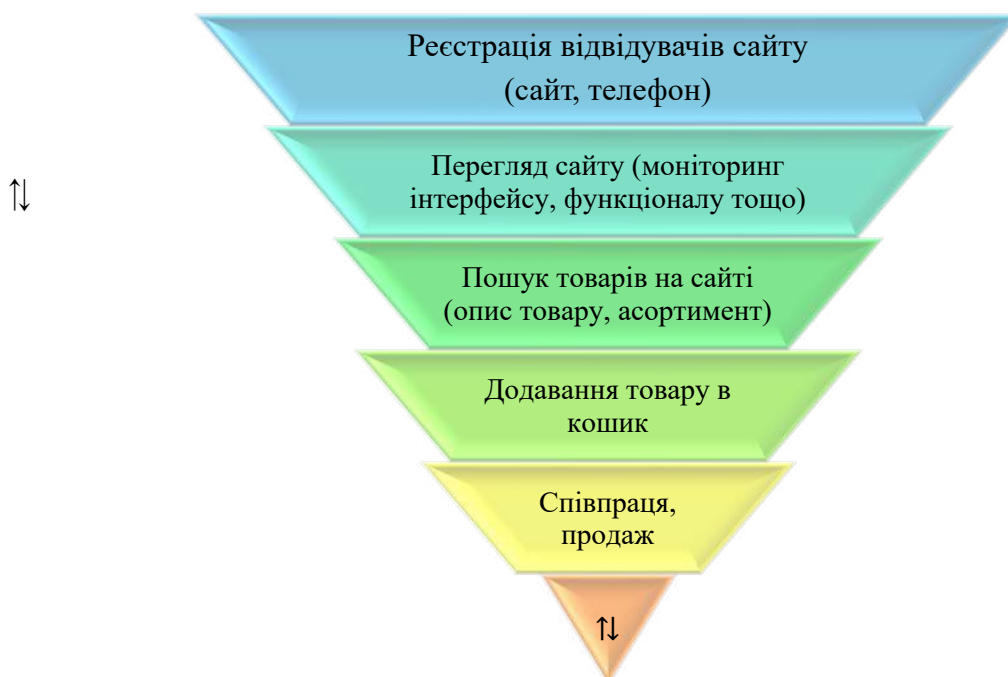 Реєстрація відвідувачів сайту
(сайт, телефон)
⇅
Перегляд сайту (моніторинг
інтерфейсу, функціоналу тощо)
Пошук товарів на сайті
(опис товару, асортимент)
Додавання товару в
кошик
Співпраця,
продаж
⇅